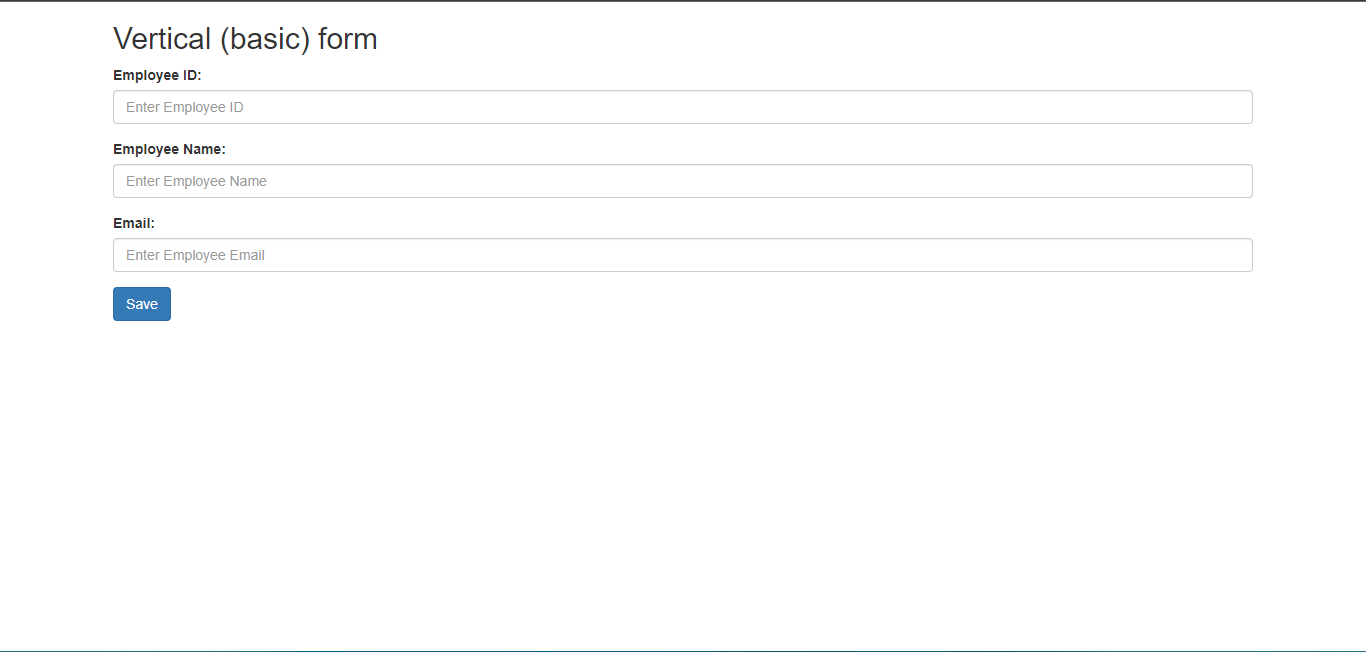 Vertical (basic) form
Employee ID:
Enter Employee ID
Employee Name:
Enter Employee Name
Email:
Enter Employee Email
Save